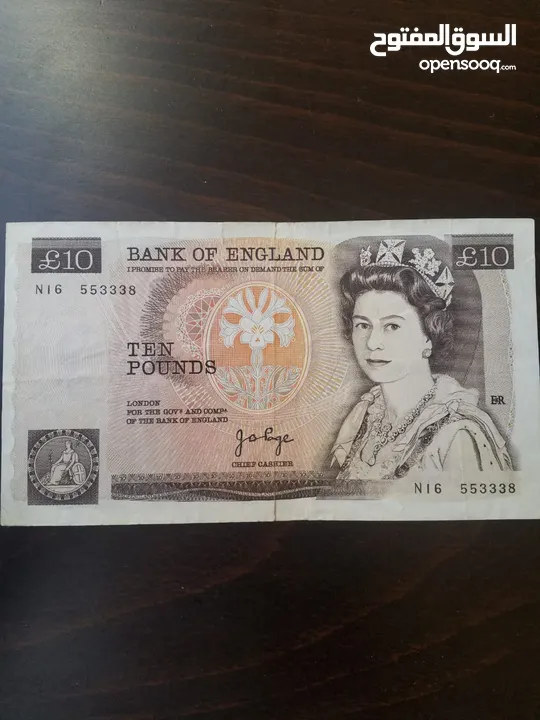 السوق المفتوح
opensooq.com
£10
BANK OF ENGLAND
£10
I PROMISE TO PAY THE BEARER ON DEMAND THE SUM OF
N16 553338
TEN
POUNDS
LONDON
FOR THE GOVR AND COMPA
OF THE BANK OF ENGLAND
EIIR
CHIEF CASHIER
N16 553338